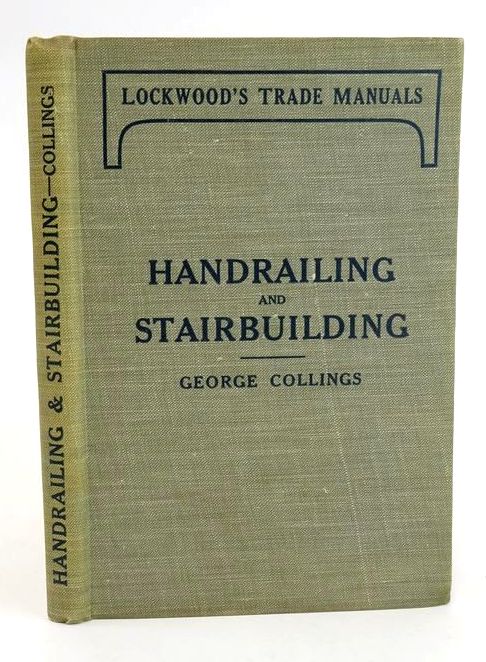 HANDRAILING & STAIRBUILDING—COLLINGS
LOCKWOOD'S TRADE MANUALS
HANDRAILING
AND
STAIRBUILDING
GEORGE COLLINGS